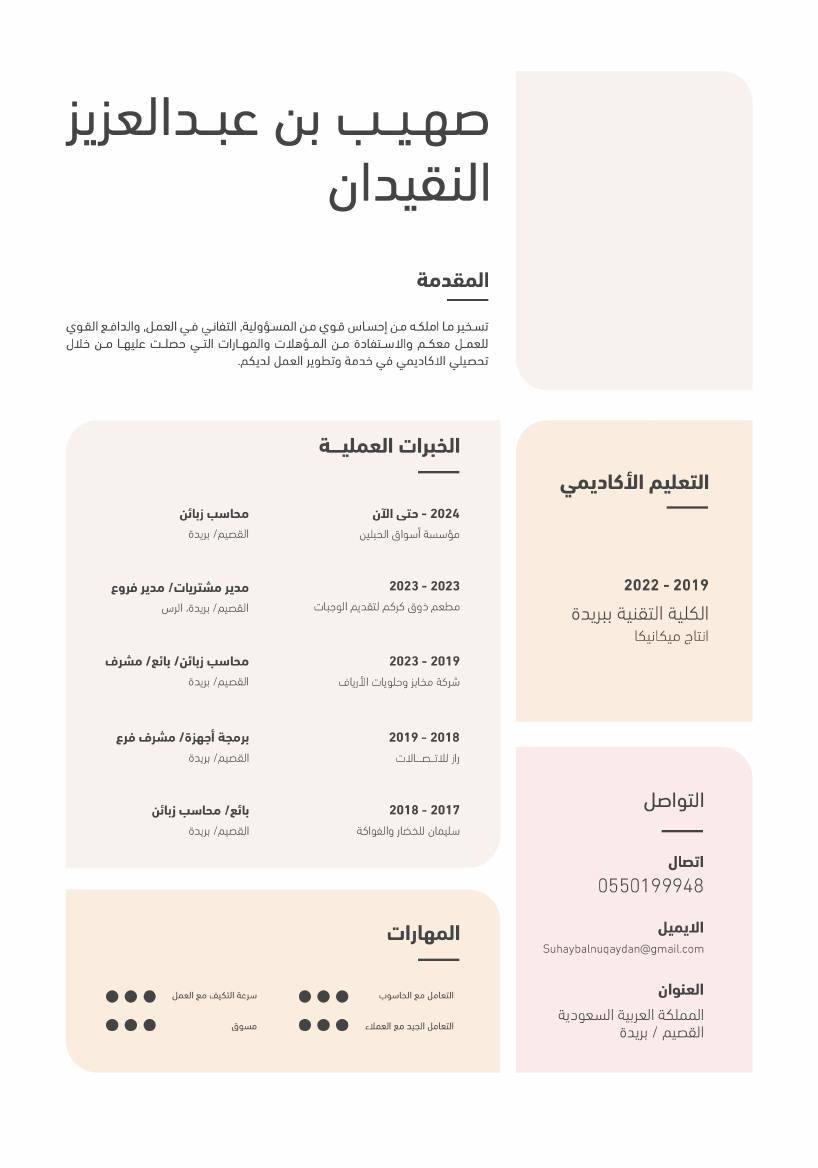 صهيب بن عبدالعزيز
النقيدان
المقدمة
تسخير ما املكه من إحساس قوي من المسؤولية, التفاني في العمل, والدافع القوي
للعمل معكم والاستفادة من المؤهلات والمهارات التي حصلت عليها من خلال
تحصيلي الاكاديمي في خدمة وتطوير العمل لديكم.
التعليم الأكاديمي
2019 - 2022
الكلية التقنية ببريدة
انتاج ميكانيكا
الخبرات العملية
2024 - حتى الآن
محاسب زبائن
مؤسسة أسواق الحبلين
القصيم/ بريدة
2023 - 2023
مدير مشتريات/ مدير فروع
مطعم ذوق كركم لتقديم الوجبات
القصيم/ بريدة، الرس
2019 - 2023
محاسب زبائن/ بائع/ مشرف
شركة مخابز وحلويات الأرياف
القصيم/ بريدة
2018 - 2019
برمجة أجهزة/ مشرف فرع
راز للاتصالات
القصيم/ بريدة
2017 - 2018
بائع/ محاسب زبائن
سليمان للخضار والفواكة
القصيم/ بريدة
التواصل
اتصال
0550199948
الايميل
Suhaybalnuqaydan@gmail.com
العنوان
المملكة العربية السعودية
القصيم / بريدة
المهارات
التعامل مع الحاسوب
سرعة التكيف مع العمل
التعامل الجيد مع العملاء
مسوق